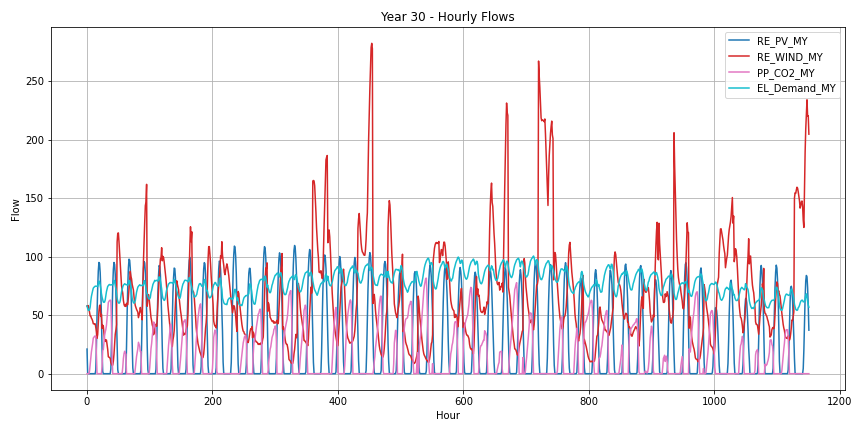 Year 30 - Hourly Flows
RE_PV_MY
RE_WIND_MY
PP_CO2_MY
EL_Demand_MY
Flow
250
200
150
100
50
0
0
200
400
600
800
1000
1200
Hour